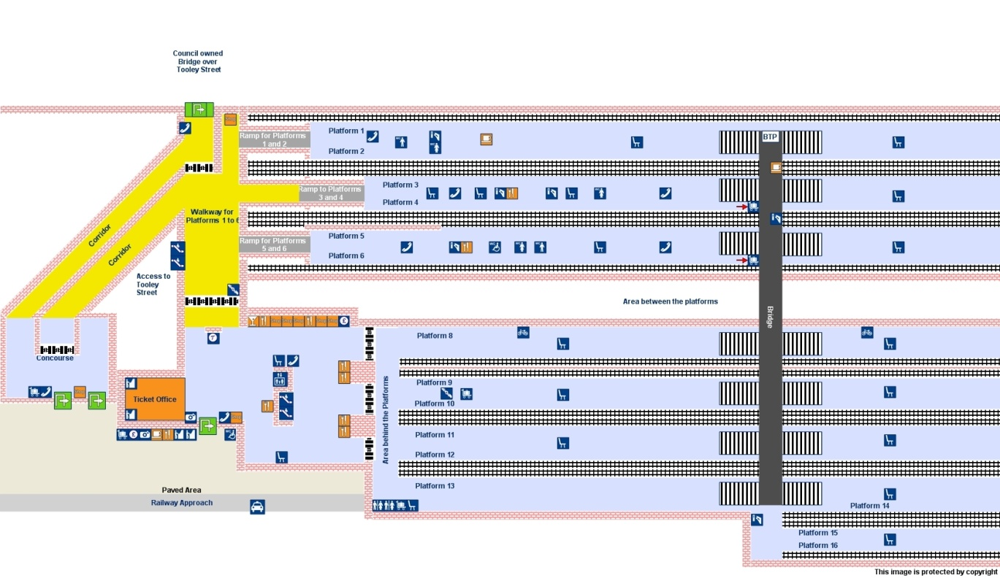 Council owned
Bridge over
Tooley Street
Shop
Ramp for Platforms
1 and 2
Platform 1
Platform 2
BTP
Ramp to Platforms
3 and 4
Platform 3
Platform 4
Walkway for
Platforms 1 to 6
Ramp for Platforms
5 and 6
Platform 5
Platform 6
Corridor
Corridor
Access to
Tooley
Street
Area between the platforms
Bridge
Concourse
Shop
Ticket Office
Area behind the Platforms
Platform 8
Platform 9
Platform 10
Platform 11
Platform 12
Platform 13
Platform 14
Platform 15
Platform 16
Paved Area
Railway Approach
This image is protected by copyright